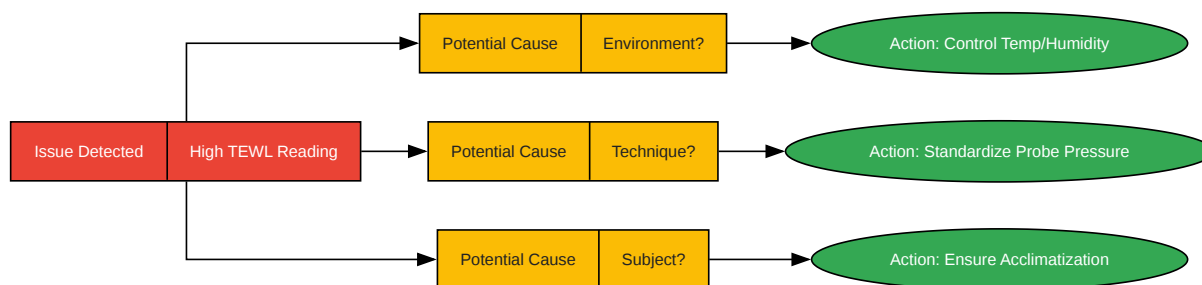 Potential Cause
Environment?
Action: Control Temp/Humidity
Issue Detected
High TEWL Reading
Potential Cause
Technique?
Action: Standardize Probe Pressure
Potential Cause
Subject?
Action: Ensure Acclimatization